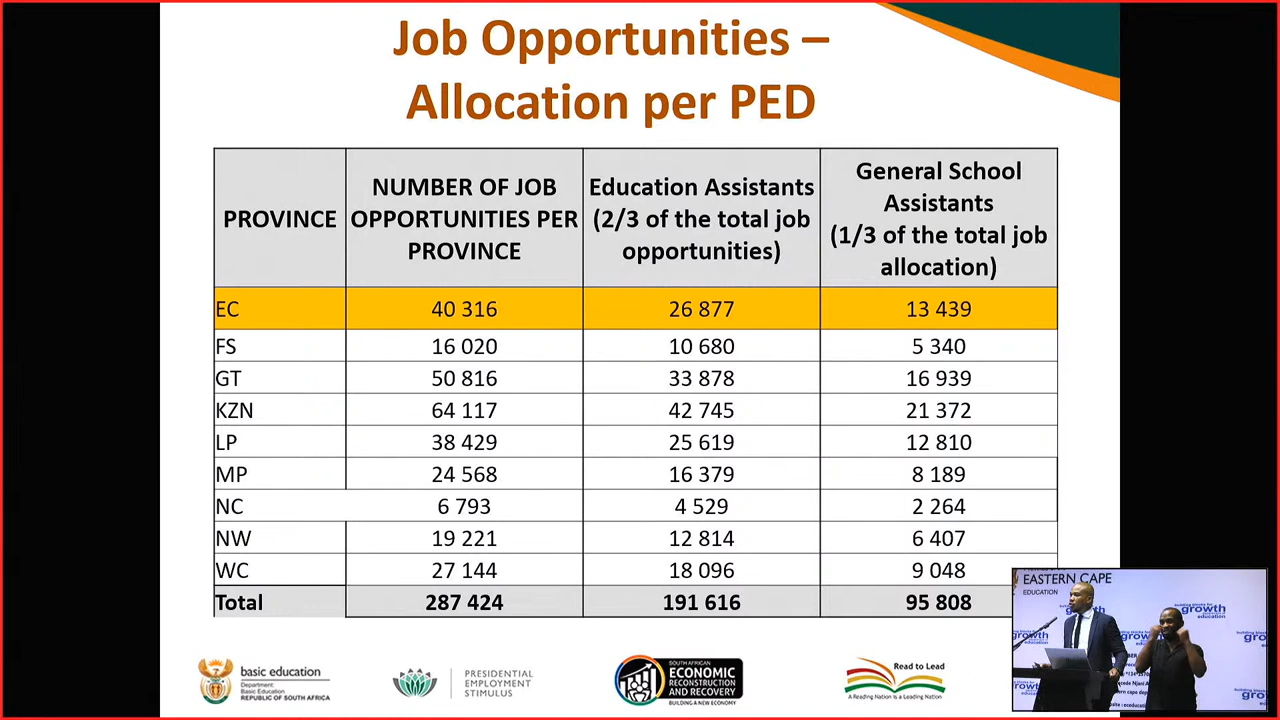 Job Opportunities –
Allocation per PED
PROVINCE
NUMBER OF JOB
OPPORTUNITIES PER
PROVINCE
Education Assistants
(2/3 of the total job
opportunities)
General School
Assistants
(1/3 of the total job
allocation)
EC 40 316 26 877 13 439
FS 16 020 10 680 5 340
GT 50 816 33 878 16 939
KZN 64 117 42 745 21 372
LP 38 429 25 619 12 810
MP 24 568 16 379 8 189
NC 6 793 4 529 2 264
NW 19 221 12 814 6 407
WC 27 144 18 096 9 048
Total 287 424 191 616 95 808
basic education
Department:
Basic Education
REPUBLIC OF SOUTH AFRICA
PRESIDENTIAL
EMPLOYMENT
STIMULUS
SOUTH AFRICAN
ECONOMIC
RECONSTRUCTION
AND RECOVERY
BUILDING A NEW ECONOMY
Read to Lead
A Reading Nation is a Leading Nation
EASTERN CAPE
EDUCATION
building blocks for
growth
education